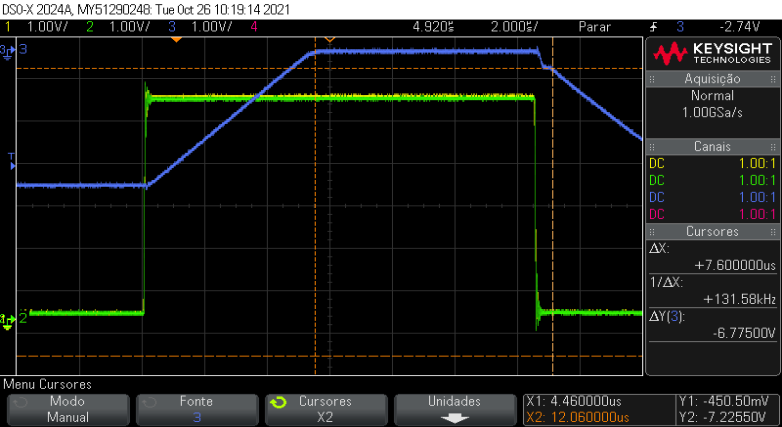 DSO-X 2024A, MY51290248: Tue Oct 26 10:19:14 2021
1 1.00V/ 2 1.00V/ 3 1.00V/ 4 4.920s 2.000s/ Parar 3 -2.74V
3 3
KEYSIGHT
TECHNOLOGIES
Aquisição
Normal
1.00GSa/s
Canais
DC 1.00:1
DC 1.00:1
DC 1.00:1
DC 1.00:1
Cursores
ΔX:
+7.600000us
1/ΔX:
+131.58kHz
ΔY(3):
-6.77500V
T
2
Menu Cursores
Modo
Manual
Fonte
3
Cursores
X2
Unidades
X1: 4.460000us
X2: 12.060000us
Y1: -450.50mV
Y2: -7.22550V